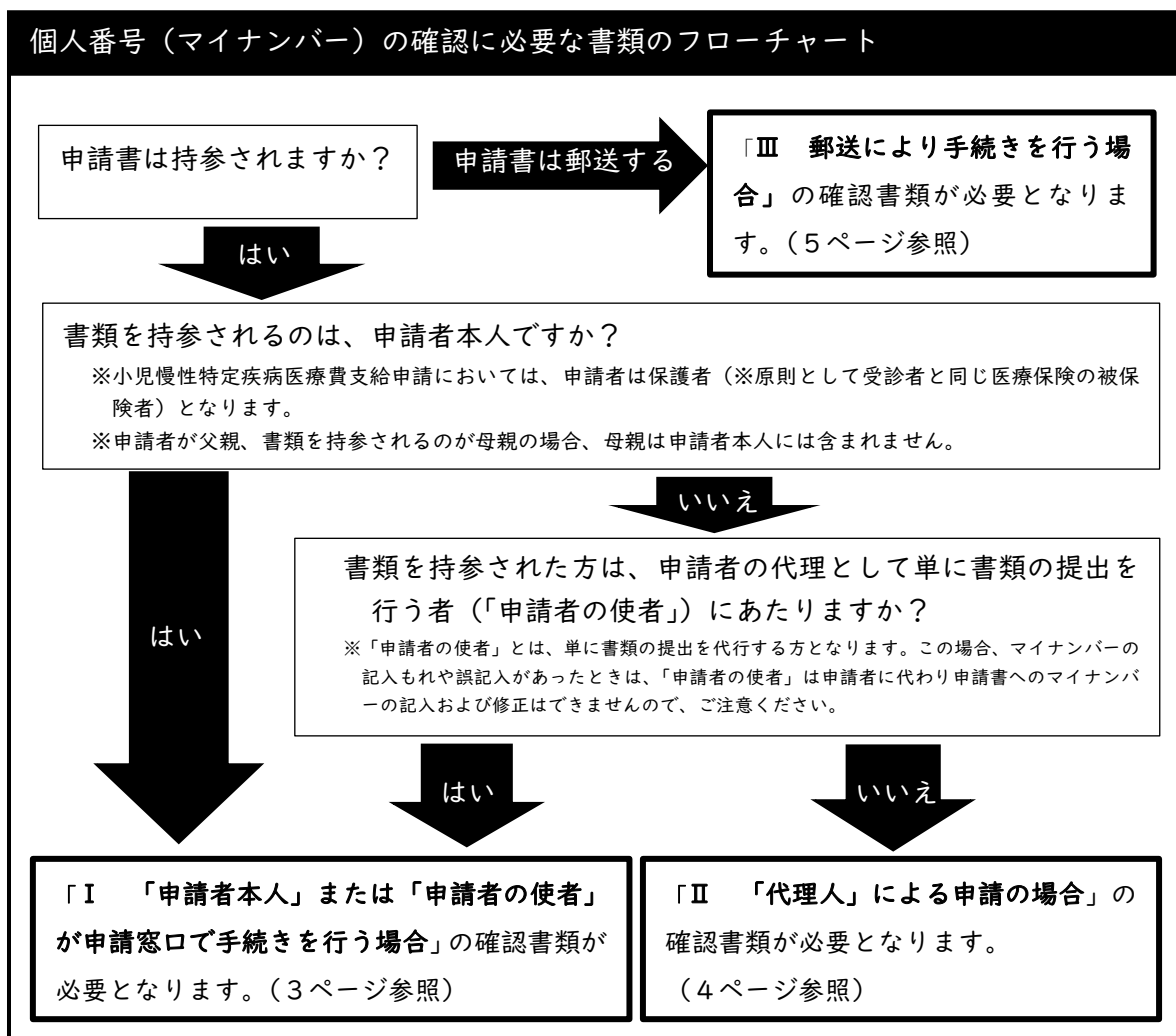 個人番号（マイナンバー）の確認に必要な書類のフローチャート
申請書は持参されますか？
申請書は郵送する
「Ⅲ　郵送により手続きを行う場
合」の確認書類が必要となりま
す。（５ページ参照）
はい
書類を持参されるのは、申請者本人ですか？
※小児慢性特定疾病医療費支給申請においては、申請者は保護者（※原則として受診者と同じ医療保険の被保
険者）となります。
※申請者が父親、書類を持参されるのが母親の場合、母親は申請者本人には含まれません。
いいえ
書類を持参された方は、申請者の代理として単に書類の提出を
行う者（「申請者の使者」）にあたりますか？
※「申請者の使者」とは、単に書類の提出を代行する方となります。この場合、マイナンバーの
記入もれや誤記入があったときは、「申請者の使者」は申請者に代わり申請書へのマイナンバ
ーの記入および修正はできませんので、ご注意ください。
はい
はい
いいえ
「Ⅰ　「申請者本人」または「申請者の使者」
が申請窓口で手続きを行う場合」の確認書類が
必要となります。（３ページ参照）
「Ⅱ　「代理人」による申請の場合」の
確認書類が必要となります。
（４ページ参照）